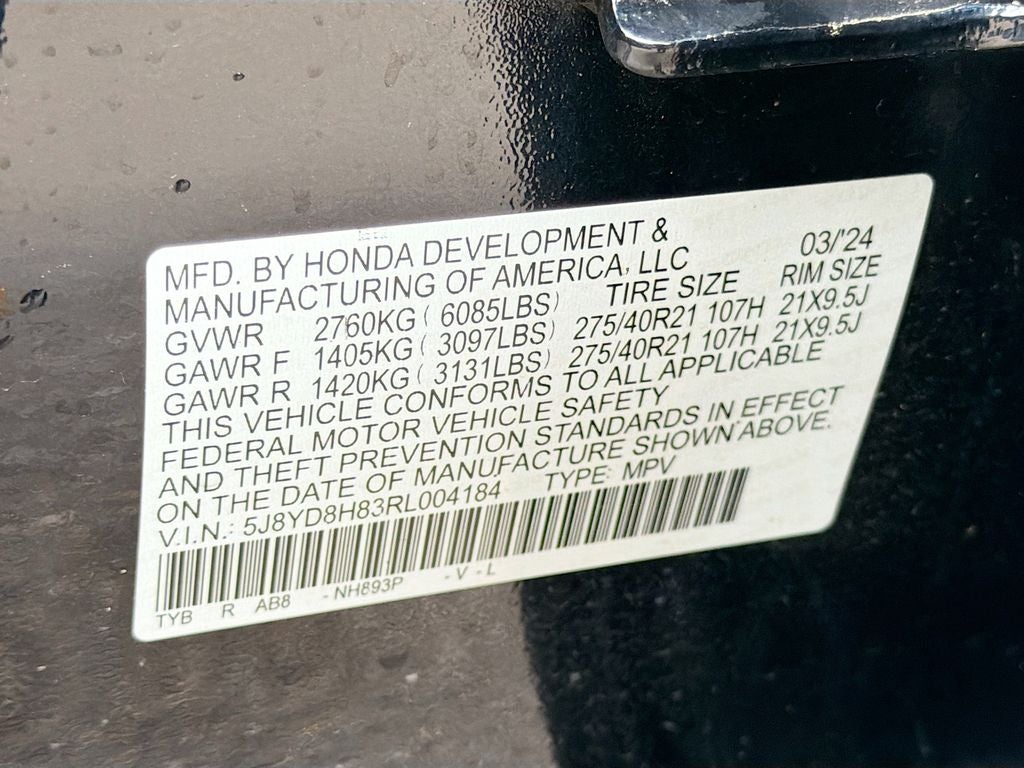 MFD. BY HONDA DEVELOPMENT & 03/'24
MANUFACTURING OF AMERICA, LLC
GVWR 2760KG ( 6085LBS) TIRE SIZE RIM SIZE
GAWR F 1405KG ( 3097LBS) 275/40R21 107H 21X9.5J
GAWR R 1420KG ( 3131LBS) 275/40R21 107H 21X9.5J
THIS VEHICLE CONFORMS TO ALL APPLICABLE
FEDERAL MOTOR VEHICLE SAFETY
AND THEFT PREVENTION STANDARDS IN EFFECT
ON THE DATE OF MANUFACTURE SHOWN ABOVE.
V.I.N.: 5J8YD8H83RL004184 TYPE: MPV
TYB R AB8 - NH893P - V - L